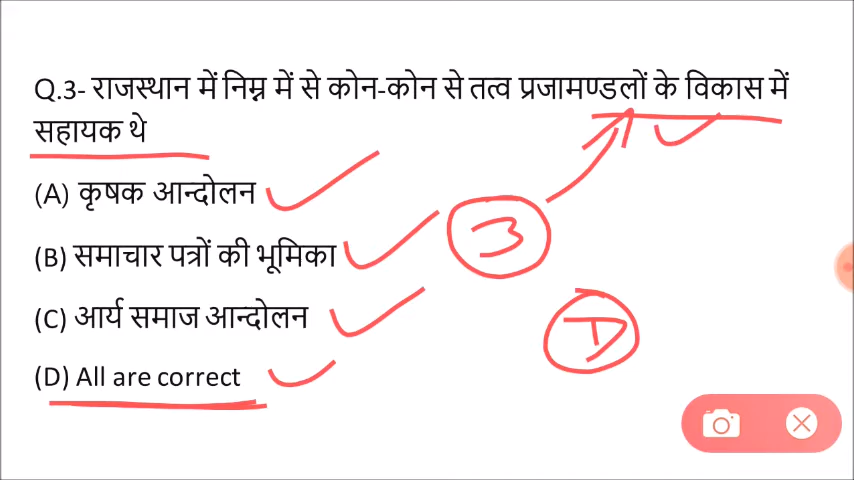 Q.3- राजस्थान में निम्न में से कोन-कोन से तत्व प्रजामण्डलों के विकास में
सहायक थे
(A) कृषक आन्दोलन
(B) समाचार पत्रों की भूमिका
3
(C) आर्य समाज आन्दोलन
D
(D) All are correct